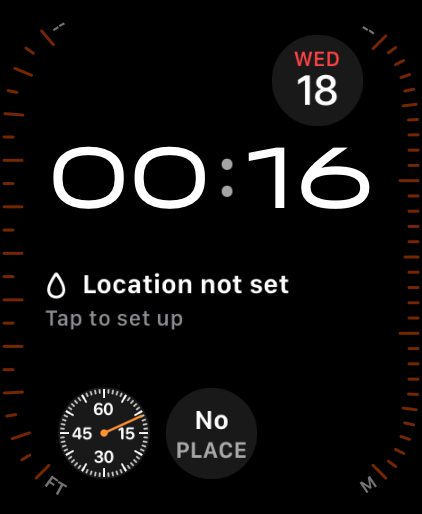 --
--
WED
18
00:16
Location not set
Tap to set up
60
45 15
30
No
PLACE
FT
M